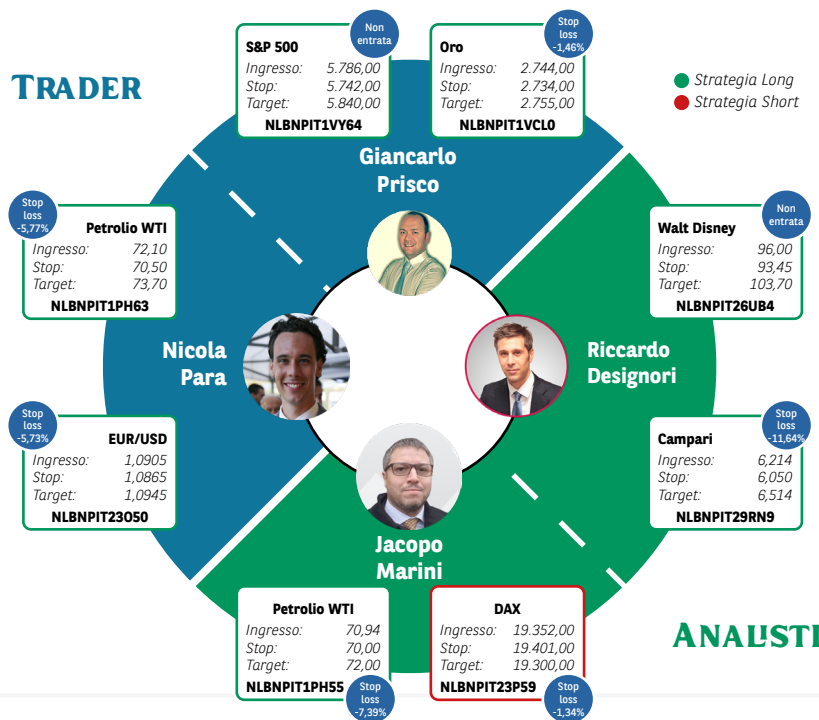 TRADER
S&P 500
Non
entrata
Ingresso: 5.786,00
Stop: 5.742,00
Target: 5.840,00
NLBNPIT1VY64
Oro
Stop
loss
-1,46%
Ingresso: 2.744,00
Stop: 2.734,00
Target: 2.755,00
NLBNPIT1VCL0
Strategia Long
Strategia Short
Giancarlo
Prisco
Stop
loss
-5,77%
Petrolio WTI
Ingresso: 72,10
Stop: 70,50
Target: 73,70
NLBNPIT1PH63
Walt Disney
Non
entrata
Ingresso: 96,00
Stop: 93,45
Target: 103,70
NLBNPIT26UB4
Nicola
Para
Riccardo
Designori
Stop
loss
-5,73%
EUR/USD
Ingresso: 1,0905
Stop: 1,0865
Target: 1,0945
NLBNPIT23O50
Campari
Stop
loss
-11,64%
Ingresso: 6,214
Stop: 6,050
Target: 6,514
NLBNPIT29RN9
Jacopo
Marini
Petrolio WTI
Ingresso: 70,94
Stop: 70,00
Target: 72,00
NLBNPIT1PH55
Stop
loss
-7,39%
DAX
Ingresso: 19.352,00
Stop: 19.401,00
Target: 19.300,00
NLBNPIT23P59
Stop
loss
-1,34%
ANALISTI